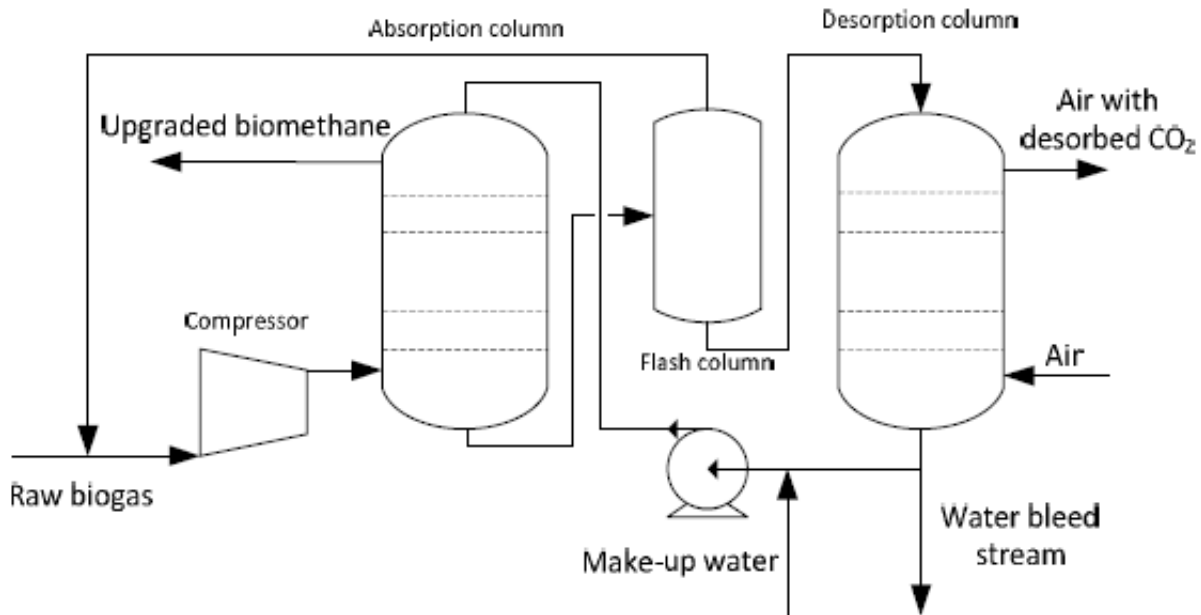 Absorption column
Desorption column
Upgraded biomethane
Air with
desorbed CO₂
Compressor
Flash column
Air
Raw biogas
Make-up water
Water bleed
stream